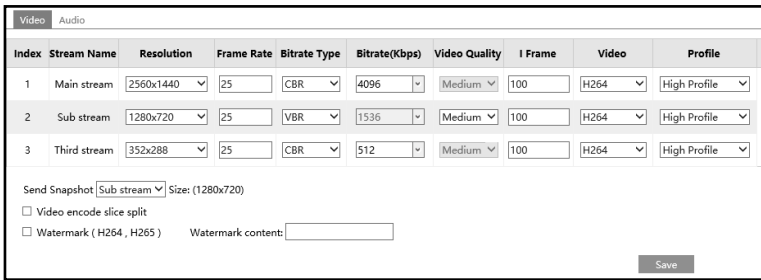 Video Audio
Index Stream Name Resolution Frame Rate Bitrate Type Bitrate(Kbps) Video Quality I Frame Video Profile
1 Main stream 2560x1440 25 CBR 4096 Medium 100 H264 High Profile
2 Sub stream 1280x720 25 VBR 1536 Medium 100 H264 High Profile
3 Third stream 352x288 25 CBR 512 Medium 100 H264 High Profile
Send Snapshot Sub stream Size: (1280x720)
Video encode slice split
Watermark ( H264 , H265 ) Watermark content:
Save